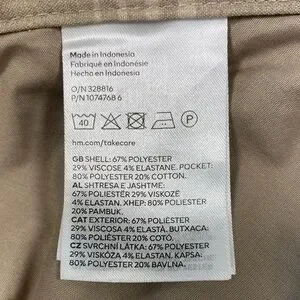 Made in Indonesia
Fabriqué en Indonésie
Hecho en Indonesia
O/N 328816
P/N 1074768 6
40
P
hm.com/takecare
GB SHELL: 67% POLYESTER
29% VISCOSE 4% ELASTANE. POCKET:
80% POLYESTER 20% COTTON.
AL SHTRESA E JASHTME:
67% POLIESTËR 29% VISKOZË
4% ELASTAN. XHEP: 80% POLIESTËR
20% PAMBUK.
CAT EXTERIOR: 67% POLIÈSTER
29% VISCOSA 4% ELASTÀ. BUTXACA:
80% POLIÈSTER 20% COTÓ.
CZ SVRCHNÍ LÁTKA: 67% POLYESTER
29% VISKÓZA 4% ELASTAN. KAPSA:
80% POLYESTER 20% BAVLNA.